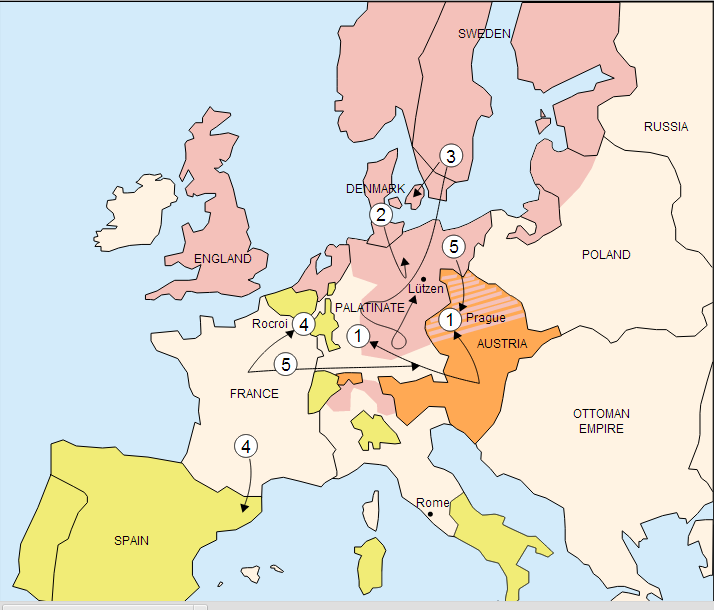 SWEDEN
RUSSIA
3
DENMARK
2
ENGLAND
5
POLAND
Lützen
PALATINATE
Rocroi
4
1
1
Prague
AUSTRIA
5
FRANCE
OTTOMAN
EMPIRE
4
Rome
SPAIN